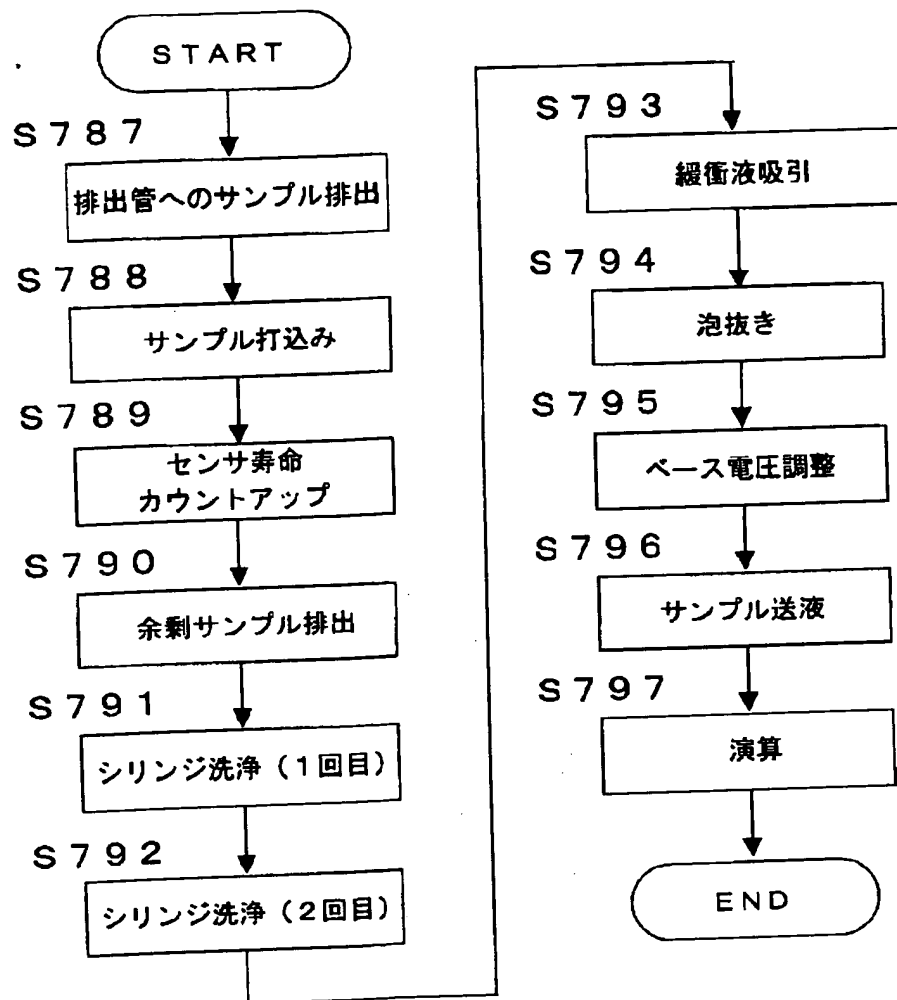 START
S787
排出管へのサンプル排出
S788
サンプル打込み
S789
センサ寿命
カウントアップ
S790
余剰サンプル排出
S791
シリンジ洗浄（1回目）
S792
シリンジ洗浄（2回目）
S793
緩衝液吸引
S794
泡抜き
S795
ベース電圧調整
S796
サンプル送液
S797
演算
END